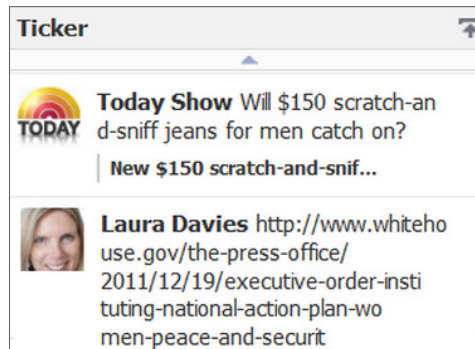 Ticker
TODAY
Today Show Will $150 scratch-an
d-sniff jeans for men catch on?
New $150 scratch-and-snif...
Laura Davies http://www.whiteho
use.gov/the-press-office/
2011/12/19/executive-order-insti
tuting-national-action-plan-wo
men-peace-and-securit